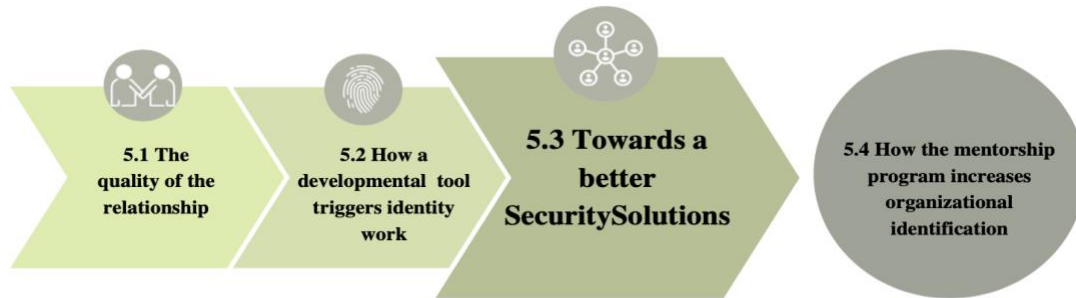 5.1 The
quality of the
relationship
5.2 How a
developmental tool
triggers identity
work
5.3 Towards a
better
SecuritySolutions
5.4 How the mentorship
program increases
organizational
identification